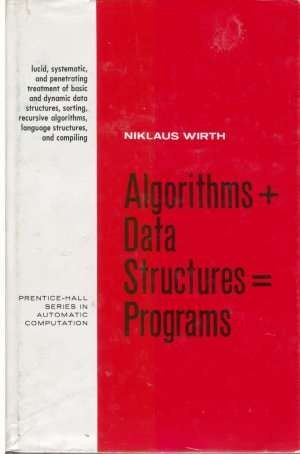 lucid, systematic,
and penetrating
treatment of basic
and dynamic data
structures, sorting,
recursive algorithms,
language structures,
and compiling
NIKLAUS WIRTH
Algorithms +
Data
Structures =
Programs
PRENTICE-HALL
SERIES IN
AUTOMATIC
COMPUTATION